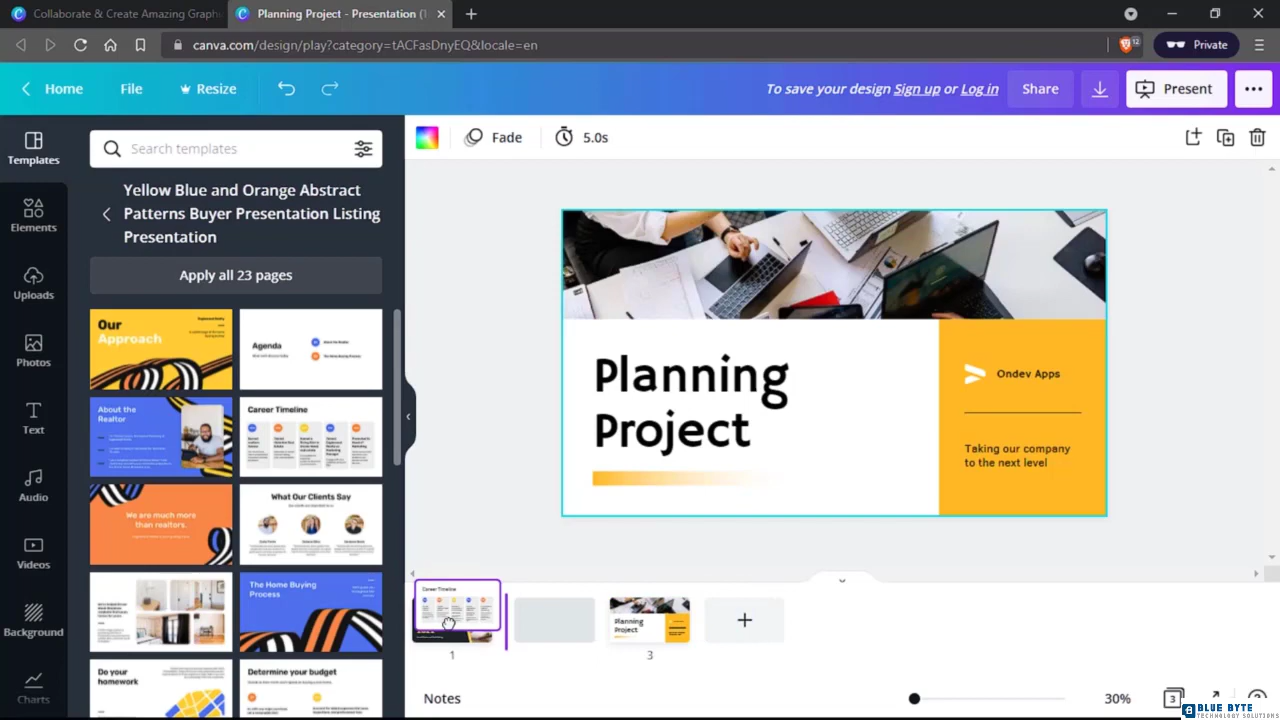 Collaborate & Create Amazing Graph
Planning Project - Presentation (1
canva.com/design/play?category=tACFasDnyEQ&locale=en
12
Private
Home
File
Resize
To save your design Sign up or Log in
Share
Present
Templates
Search templates
Fade
5.0s
Yellow Blue and Orange Abstract
Patterns Buyer Presentation Listing
Presentation
Apply all 23 pages
Elements
Uploads
Photos
Text
Audio
Videos
Background
Charts
Our
Approach
Agenda
About the
Realtor
Career Timeline
We are much more
than realtors.
What Our Clients Say
The Home Buying
Process
Do your
homework
Determine your budget
Planning
Project
Ondev Apps
Taking our company
to the next level
Career Timeline
Planning
Project
1
3
Notes
30%
3
BLUE BYTE
TECHNOLOGY SOLUTIONS